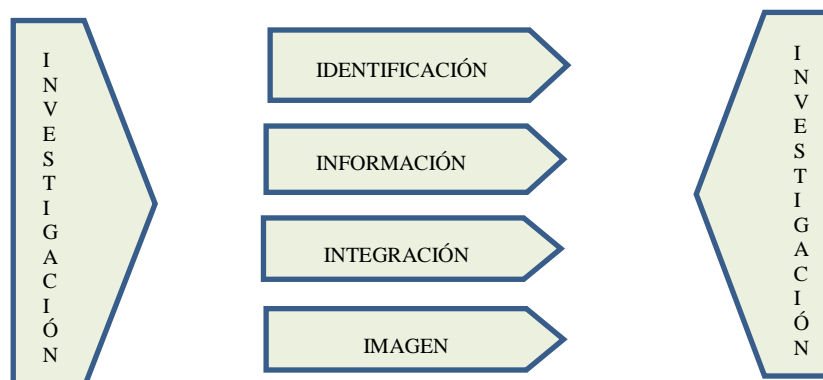 INVESTIGACIÓN
IDENTIFICACIÓN
INFORMACIÓN
INTEGRACIÓN
IMAGEN
INVESTIGACIÓN